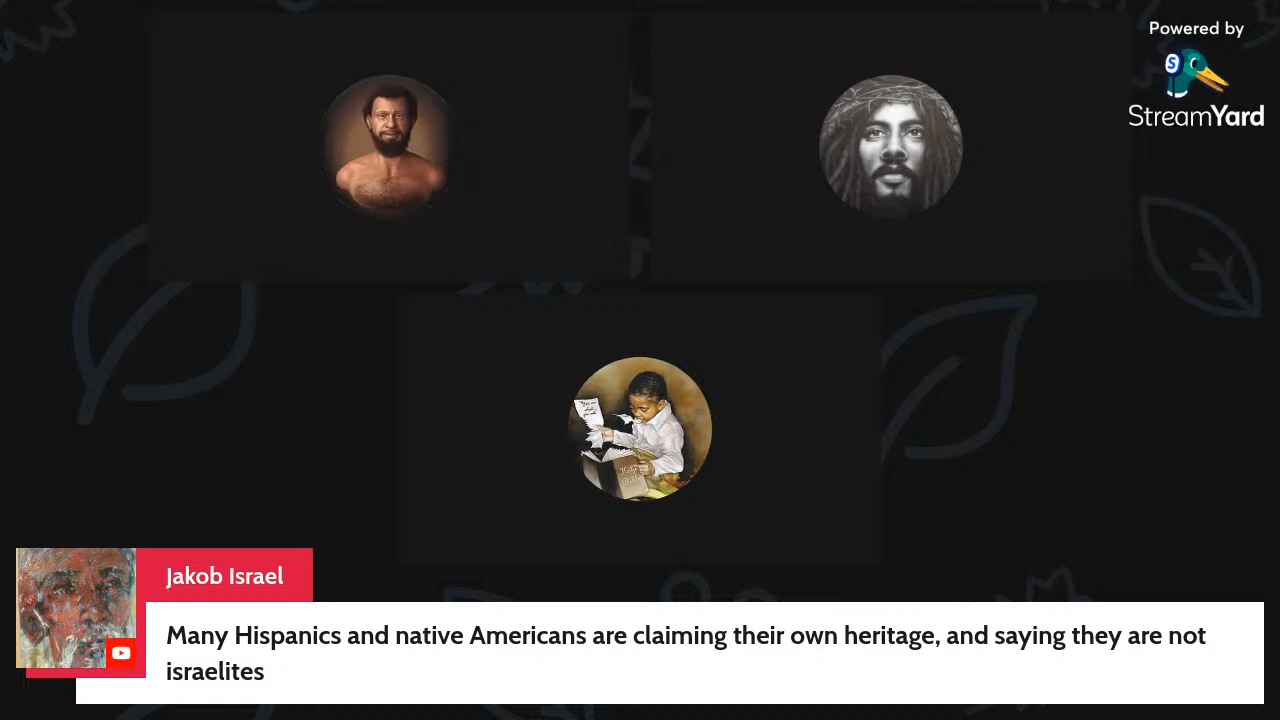 Powered by
StreamYard
Jakob Israel
Many Hispanics and native Americans are claiming their own heritage, and saying they are not
israelites